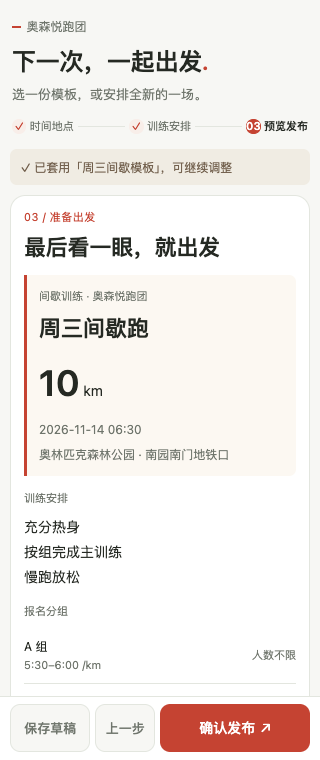 奥森悦跑团
下一次，一起出发.
选一份模板，或安排全新的一场。
✓ 时间地点 ✓ 训练安排 03 预览发布
✓ 已套用「周三间歇模板」，可继续调整
03 / 准备出发
最后看一眼，就出发
间歇训练 · 奥森悦跑团
周三间歇跑
10 km
2026-11-14 06:30
奥林匹克森林公园 · 南园南门地铁口
训练安排
充分热身
按组完成主训练
慢跑放松
报名分组
A 组
5:30–6:00 /km
人数不限
保存草稿 上一步 确认发布 ↗